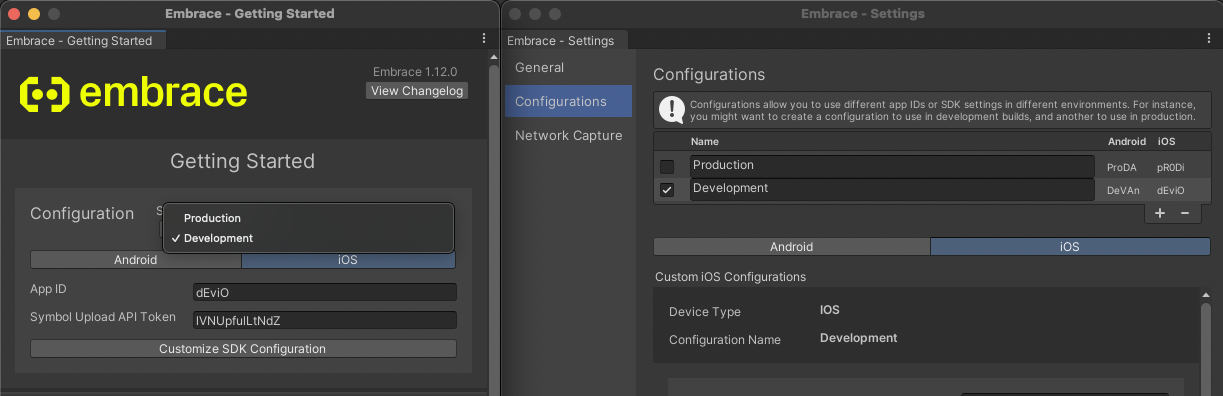 Embrace - Getting Started
Embrace - Getting Started
embrace
Embrace 1.12.0
View Changelog
Getting Started
Configuration
Production
✓ Development
Android
iOS
App ID
dEviO
Symbol Upload API Token
IVNUpfulLtNdZ
Customize SDK Configuration
Embrace - Settings
Embrace - Settings
General
Configurations
Network Capture
Configurations
Configurations allow you to use different app IDs or SDK settings in different environments. For instance,
you might want to create a configuration to use in development builds, and another to use in production.
Name Android iOS
Production ProDA pR0Di
Development DeVAn dEviO
+ -
Android iOS
Custom iOS Configurations
Device Type IOS
Configuration Name Development